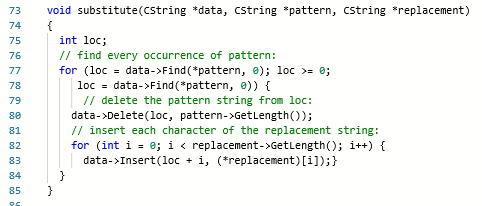 73 void substitute(CString *data, CString *pattern, CString *replacement)
74 {
75 int loc;
76 // find every occurrence of pattern:
77 for (loc = data->Find(*pattern, 0); loc >= 0;
78 loc = data->Find(*pattern, 0)) {
79 // delete the pattern string from loc:
80 data->Delete(loc, pattern->GetLength());
81 // insert each character of the replacement string:
82 for (int i = 0; i < replacement->GetLength(); i++) {
83 data->Insert(loc + i, (*replacement)[i]);}
84 }
85 }